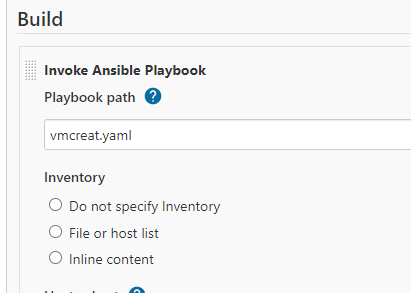 Build
Invoke Ansible Playbook
Playbook path ?
vmcreat.yaml
Inventory
Do not specify Inventory
File or host list
Inline content